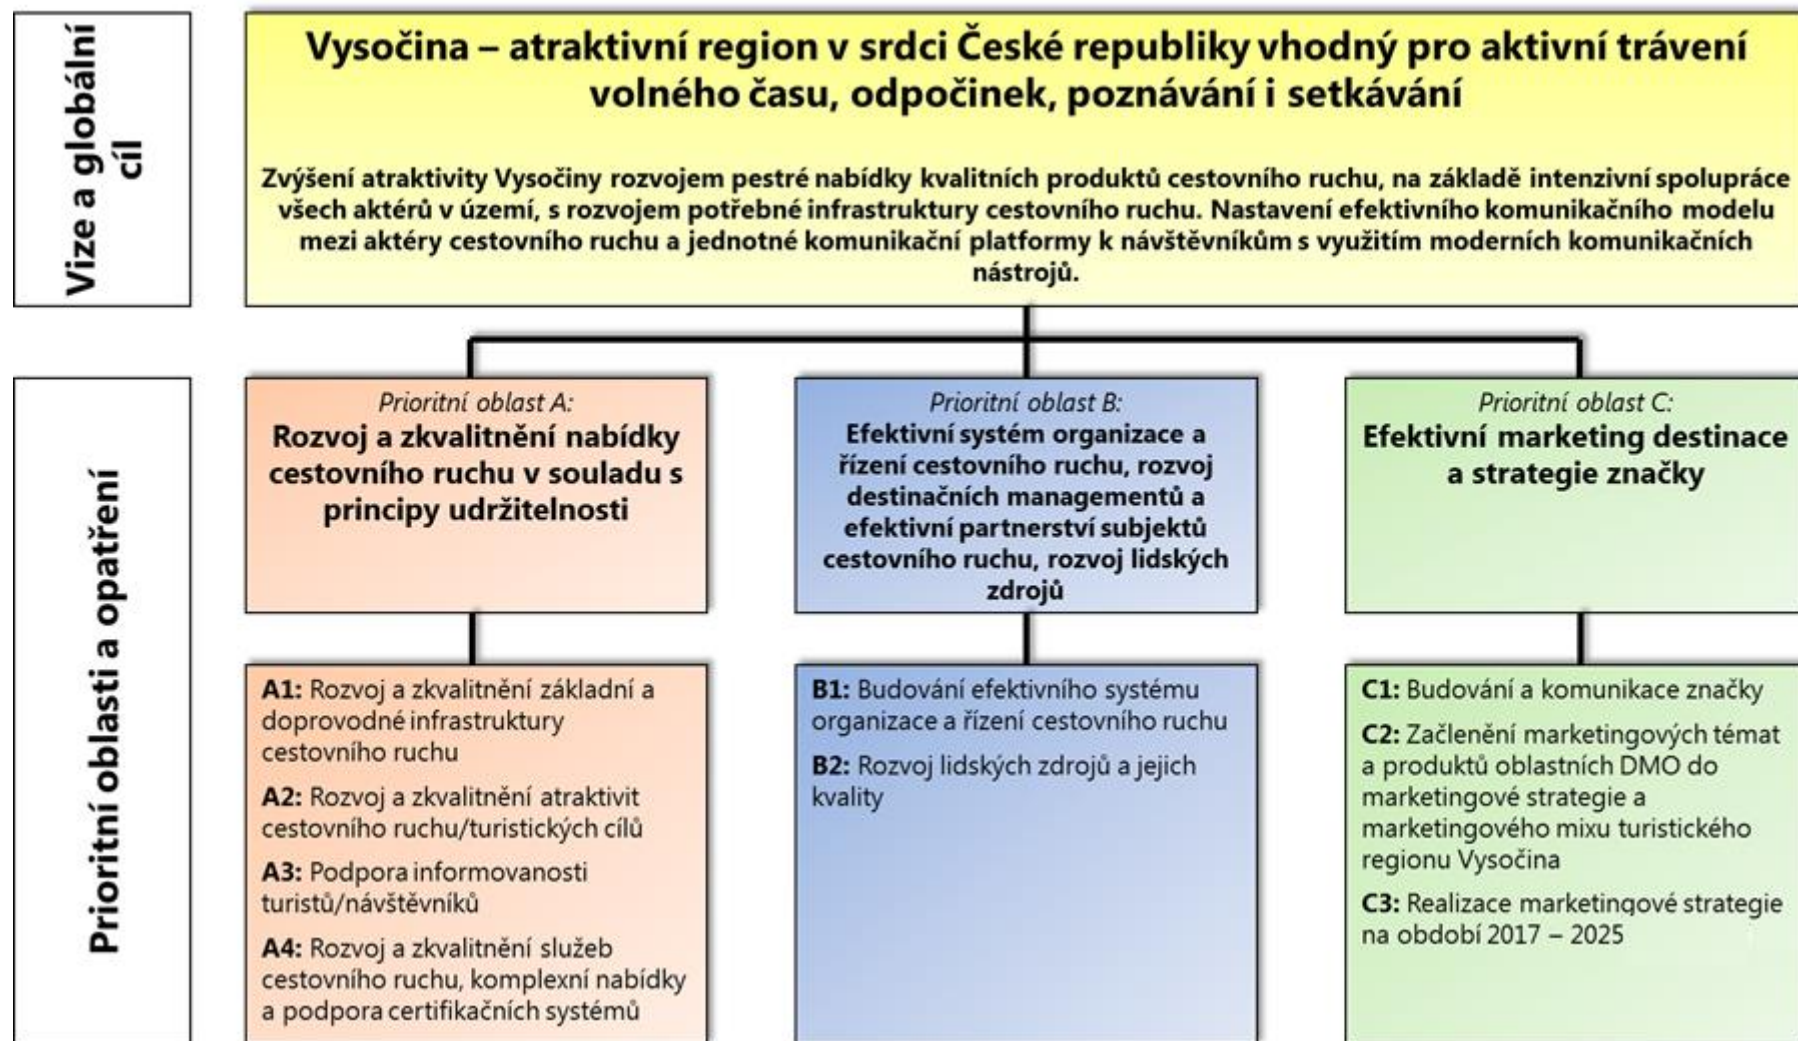 Vize a globální
cíl
Vysočina – atraktivní region v srdci České republiky vhodný pro aktivní trávení
volného času, odpočinek, poznávání i setkávání
Zvýšení atraktivity Vysočiny rozvojem pestré nabídky kvalitních produktů cestovního ruchu, na základě intenzivní spolupráce
všech aktérů v území, s rozvojem potřebné infrastruktury cestovního ruchu. Nastavení efektivního komunikačního modelu
mezi aktéry cestovního ruchu a jednotné komunikační platformy k návštěvníkům s využitím moderních komunikačních
nástrojů.
Prioritní oblasti a opatření
Prioritní oblast A:
Rozvoj a zkvalitnění nabídky
cestovního ruchu v souladu s
principy udržitelnosti
Prioritní oblast B:
Efektivní systém organizace a
řízení cestovního ruchu, rozvoj
destinačních managementů a
efektivní partnerství subjektů
cestovního ruchu, rozvoj lidských
zdrojů
Prioritní oblast C:
Efektivní marketing destinace
a strategie značky
A1: Rozvoj a zkvalitnění základní a
doprovodné infrastruktury
cestovního ruchu
A2: Rozvoj a zkvalitnění atraktivit
cestovního ruchu/turistických cílů
A3: Podpora informovanosti
turistů/návštěvníků
A4: Rozvoj a zkvalitnění služeb
cestovního ruchu, komplexní nabídky
a podpora certifikačních systémů
B1: Budování efektivního systému
organizace a řízení cestovního ruchu
B2: Rozvoj lidských zdrojů a jejich
kvality
C1: Budování a komunikace značky
C2: Začlenění marketingových témat
a produktů oblastních DMO do
marketingové strategie a
marketingového mixu turistického
regionu Vysočina
C3: Realizace marketingové strategie
na období 2017 – 2025